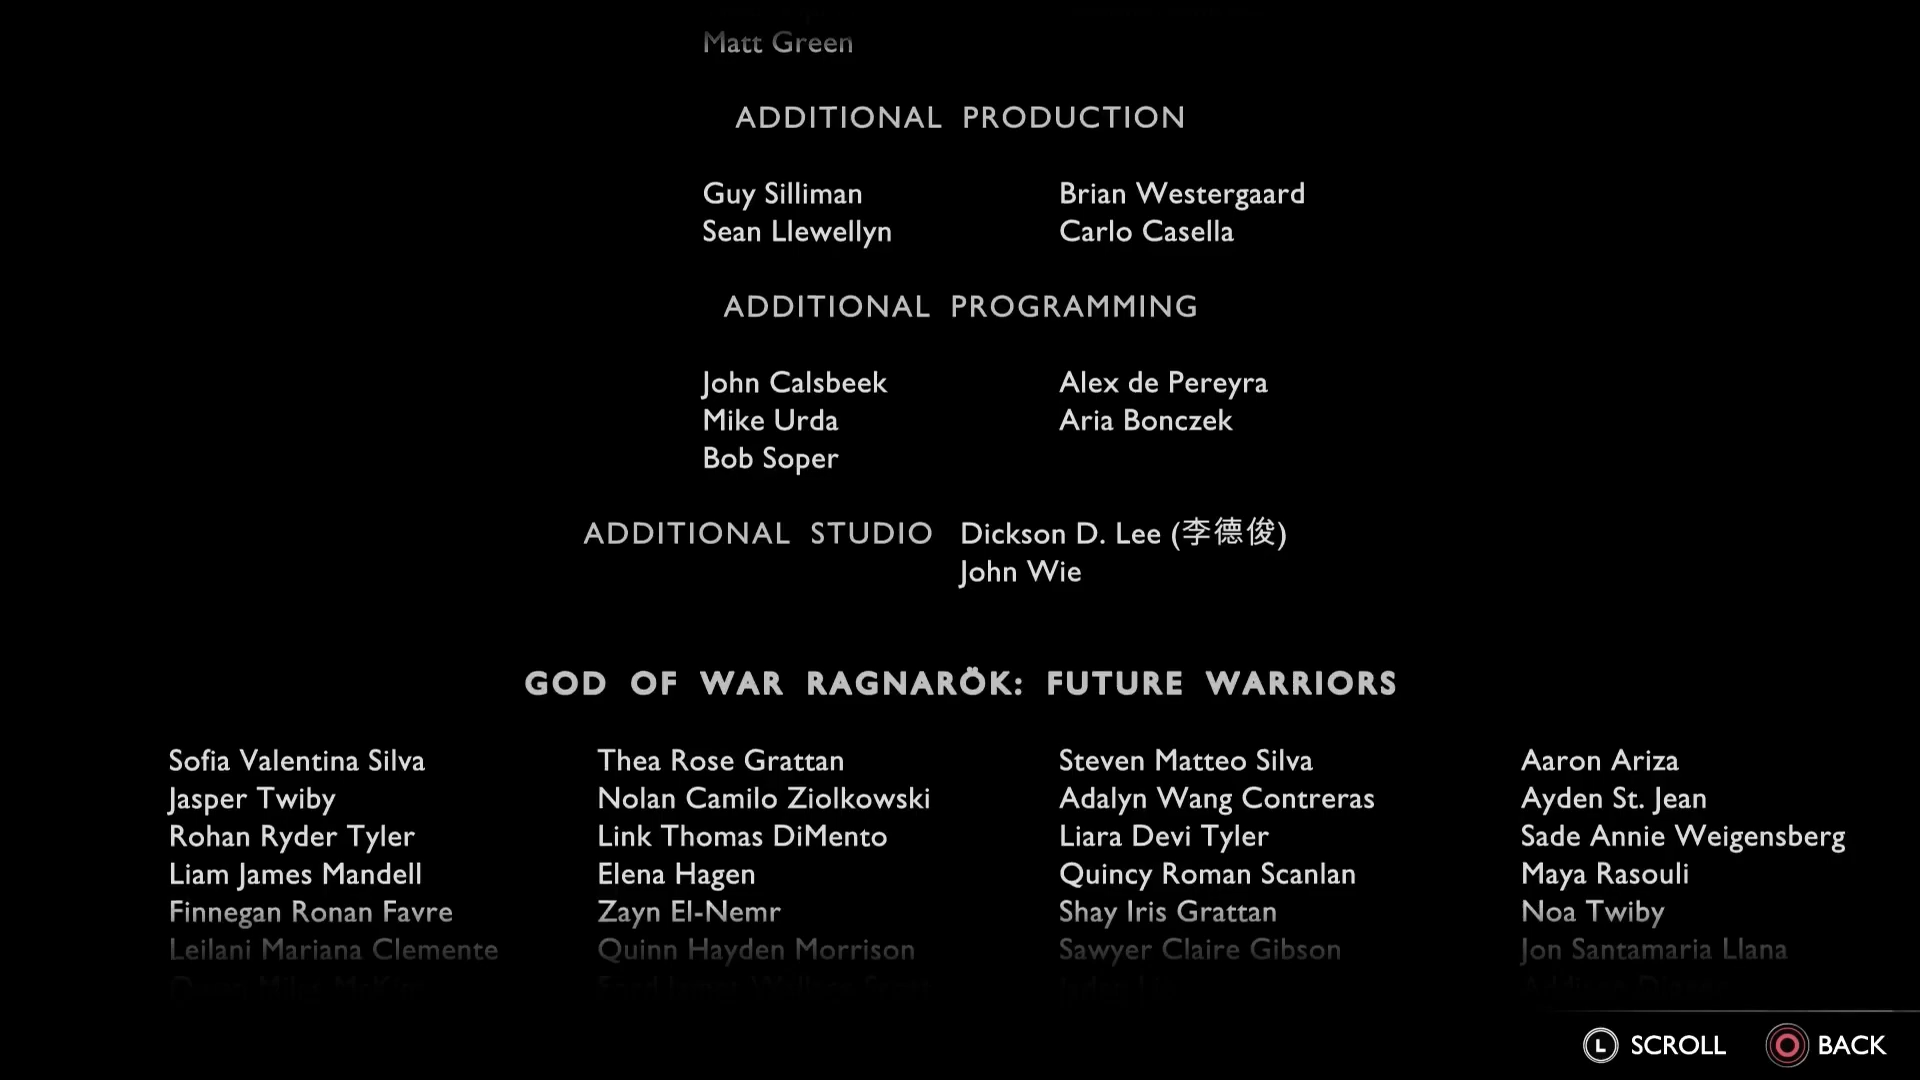 Matt Green
ADDITIONAL PRODUCTION
Guy Silliman Brian Westergaard
Sean Llewellyn Carlo Casella
ADDITIONAL PROGRAMMING
John Calsbeek Alex de Pereyra
Mike Urda Aria Bonczek
Bob Soper
ADDITIONAL STUDIO Dickson D. Lee (李德俊)
John Wie
GOD OF WAR RAGNARÖK: FUTURE WARRIORS
Sofia Valentina Silva Thea Rose Grattan Steven Matteo Silva Aaron Ariza
Jasper Twiby Nolan Camilo Ziolkowski Adalyn Wang Contreras Ayden St. Jean
Rohan Ryder Tyler Link Thomas DiMento Liara Devi Tyler Sade Annie Weigensberg
Liam James Mandell Elena Hagen Quincy Roman Scanlan Maya Rasouli
Finnegan Ronan Favre Zayn El-Nemr Shay Iris Grattan Noa Twiby
Leilani Mariana Clemente Quinn Hayden Morrison Sawyer Claire Gibson Jon Santamaria Llana
L SCROLL BACK